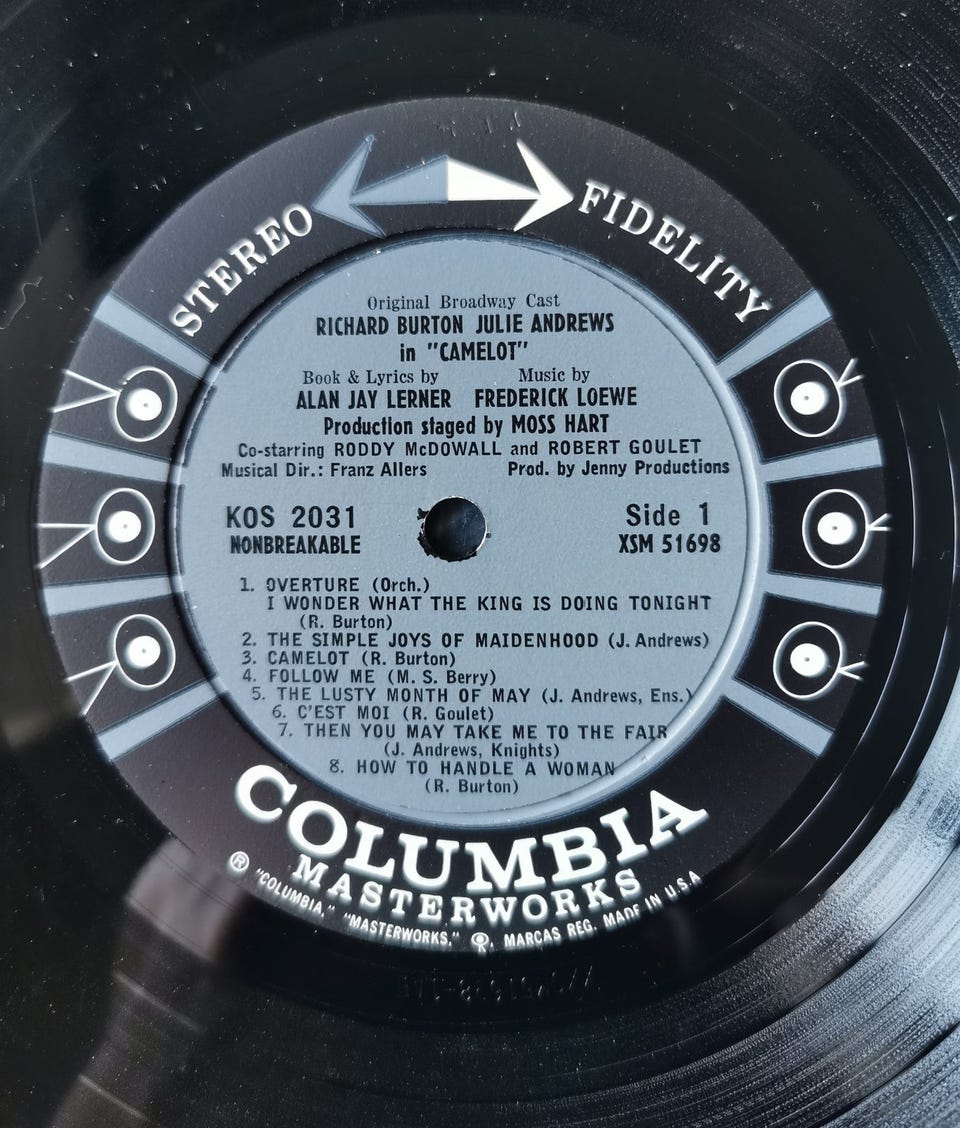 STEREO FIDELITY
Original Broadway Cast
RICHARD BURTON JULIE ANDREWS
in "CAMELOT"
Book & Lyrics by Music by
ALAN JAY LERNER FREDERICK LOEWE
Production staged by MOSS HART
Co-starring RODDY McDOWALL and ROBERT GOULET
Musical Dir.: Franz Allers Prod. by Jenny Productions
KOS 2031 Side 1
NONBREAKABLE XSM 51698
1. OVERTURE (Orch.)
I WONDER WHAT THE KING IS DOING TONIGHT
(R. Burton)
2. THE SIMPLE JOYS OF MAIDENHOOD (J. Andrews)
3. CAMELOT (R. Burton)
4. FOLLOW ME (M. S. Berry)
5. THE LUSTY MONTH OF MAY (J. Andrews, Ens.)
6. C'EST MOI (R. Goulet)
7. THEN YOU MAY TAKE ME TO THE FAIR
(J. Andrews, Knights)
8. HOW TO HANDLE A WOMAN
(R. Burton)
COLUMBIA
MASTERWORKS
® "COLUMBIA," "MASTERWORKS," MARCAS REG. MADE IN U.S.A